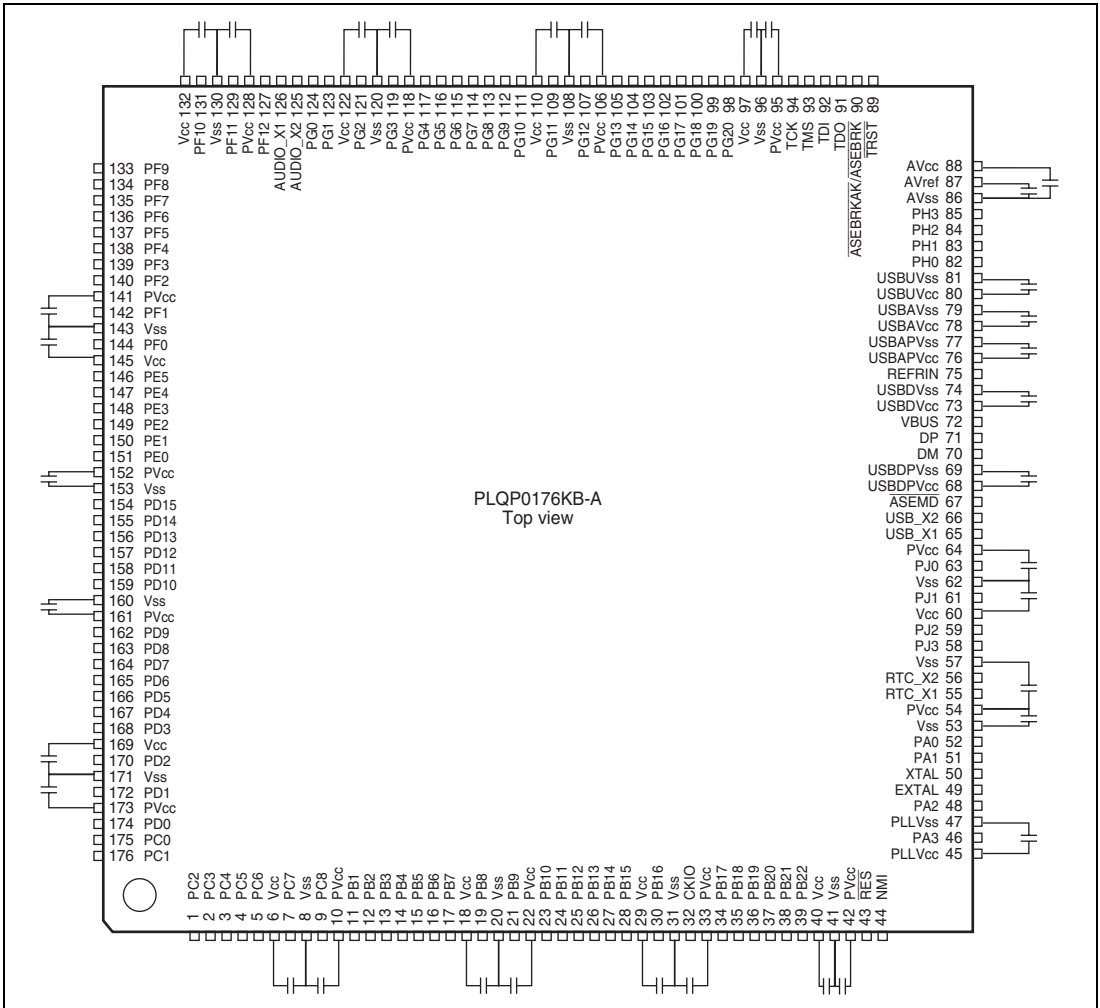 Vcc 132
PF10 131
Vss 130
PF11 129
PVcc 128
PF12 127
AUDIO_X1 126
AUDIO_X2 125
PG0 124
PG1 123
Vcc 122
PG2 121
Vss 120
PG3 119
PVcc 118
PG4 117
PG5 116
PG6 115
PG7 114
PG8 113
PG9 112
PG10 111
Vcc 110
PG11 109
Vss 108
PG12 107
PVcc 106
PG13 105
PG14 104
PG15 103
PG16 102
PG17 101
PG18 100
PG19 99
PG20 98
Vcc 97
Vss 96
PVcc 95
TCK 94
TMS 93
TDI 92
TDO 91
ASEBRKAK/ASEBRK 90
TRST 89
133 PF9
134 PF8
135 PF7
136 PF6
137 PF5
138 PF4
139 PF3
140 PF2
141 PVcc
142 PF1
143 Vss
144 PF0
145 Vcc
146 PE5
147 PE4
148 PE3
149 PE2
150 PE1
151 PE0
152 PVcc
153 Vss
154 PD15
155 PD14
156 PD13
157 PD12
158 PD11
159 PD10
160 Vss
161 PVcc
162 PD9
163 PD8
164 PD7
165 PD6
166 PD5
167 PD4
168 PD3
169 Vcc
170 PD2
171 Vss
172 PD1
173 PVcc
174 PD0
175 PC0
176 PC1
PLQP0176KB-A
Top view
AVcc 88
AVref 87
AVss 86
PH3 85
PH2 84
PH1 83
PH0 82
USBUVss 81
USBUVcc 80
USBAVss 79
USBAVcc 78
USBAPVss 77
USBAPVcc 76
REFRIN 75
USBDVss 74
USBDVcc 73
VBUS 72
DP 71
DM 70
USBDPVss 69
USBDPVcc 68
ASEMD 67
USB_X2 66
USB_X1 65
PVcc 64
PJ0 63
Vss 62
PJ1 61
Vcc 60
PJ2 59
PJ3 58
Vss 57
RTC_X2 56
RTC_X1 55
PVcc 54
Vss 53
PA0 52
PA1 51
XTAL 50
EXTAL 49
PA2 48
PLLVss 47
PA3 46
PLLVcc 45
1 PC2
2 PC3
3 PC4
4 PC5
5 PC6
6 Vcc
7 PC7
8 Vss
9 PC8
10 PVcc
11 PB1
12 PB2
13 PB3
14 PB4
15 PB5
16 PB6
17 PB7
18 Vcc
19 PB8
20 Vss
21 PB9
22 PVcc
23 PB10
24 PB11
25 PB12
26 PB13
27 PB14
28 PB15
29 Vcc
30 PB16
31 Vss
32 CKIO
33 PVcc
34 PB17
35 PB18
36 PB19
37 PB20
38 PB21
39 PB22
40 Vcc
41 Vss
42 PVcc
43 RES
44 NMI